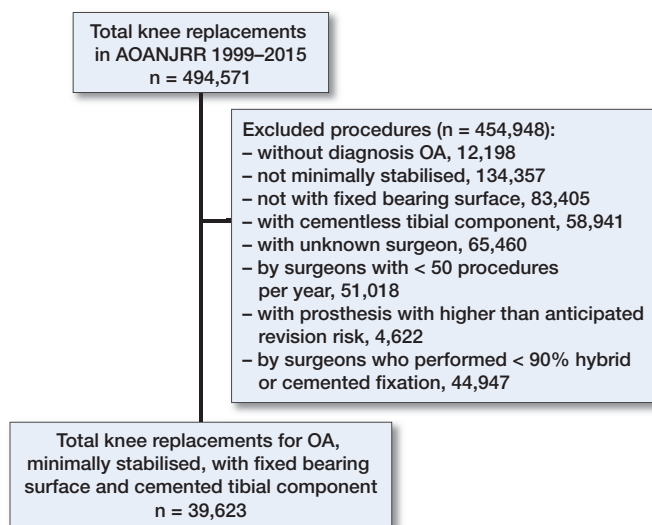 Total knee replacements
in AOANJRR 1999–2015
n = 494,571
Excluded procedures (n = 454,948):
– without diagnosis OA, 12,198
– not minimally stabilised, 134,357
– not with fixed bearing surface, 83,405
– with cementless tibial component, 58,941
– with unknown surgeon, 65,460
– by surgeons with < 50 procedures
per year, 51,018
– with prosthesis with higher than anticipated
revision risk, 4,622
– by surgeons who performed < 90% hybrid
or cemented fixation, 44,947
Total knee replacements for OA,
minimally stabilised, with fixed bearing
surface and cemented tibial component
n = 39,623